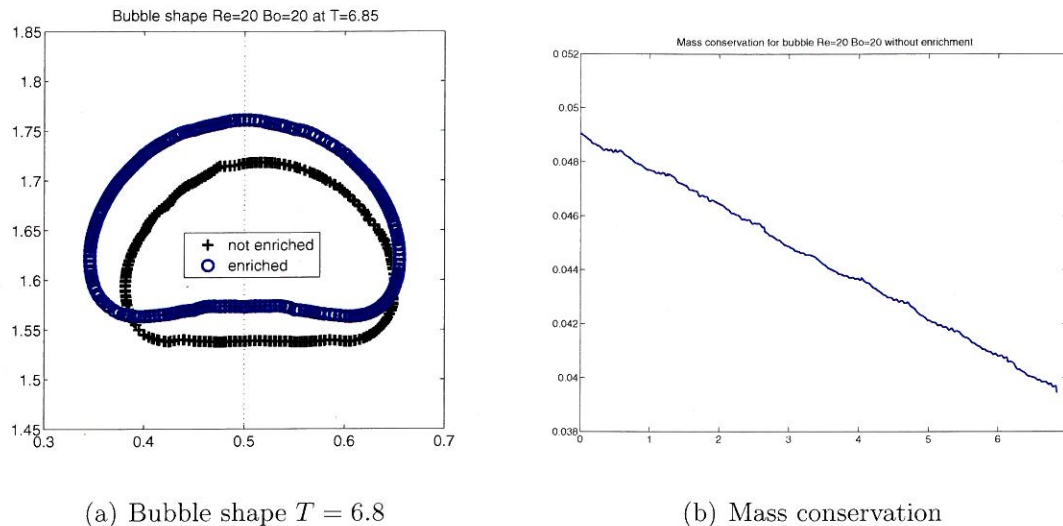 Bubble shape Re=20 Bo=20 at T=6.85
1.85
1.8
1.75
1.7
1.65
1.6
1.55
1.5
1.45
0.3 0.4 0.5 0.6 0.7
not enriched
enriched
(a) Bubble shape T = 6.8
Mass conservation for bubble Re=20 Bo=20 without enrichment
0.052
0.05
0.048
0.046
0.044
0.042
0.04
0.038
0 1 2 3 4 5 6
(b) Mass conservation